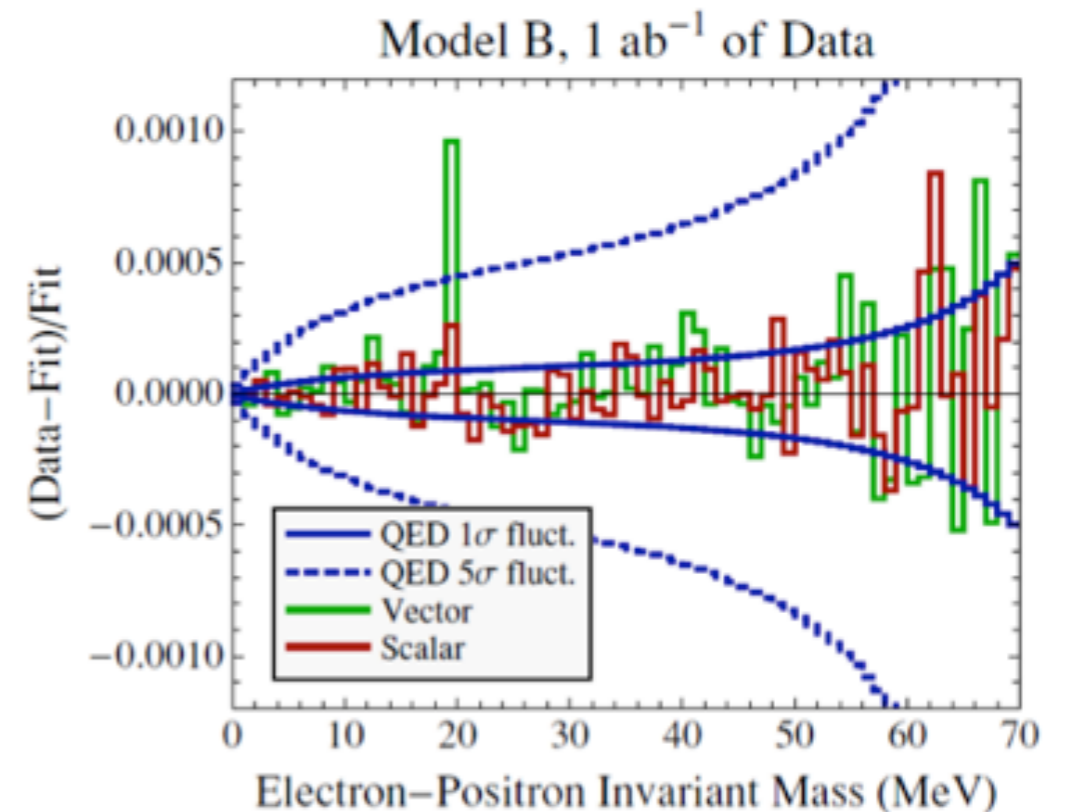 Model B, 1 ab⁻¹ of Data
(Data−Fit)/Fit
0.0010
0.0005
0.0000
−0.0005
−0.0010
QED 1σ fluct.
QED 5σ fluct.
Vector
Scalar
0 10 20 30 40 50 60 70
Electron−Positron Invariant Mass (MeV)